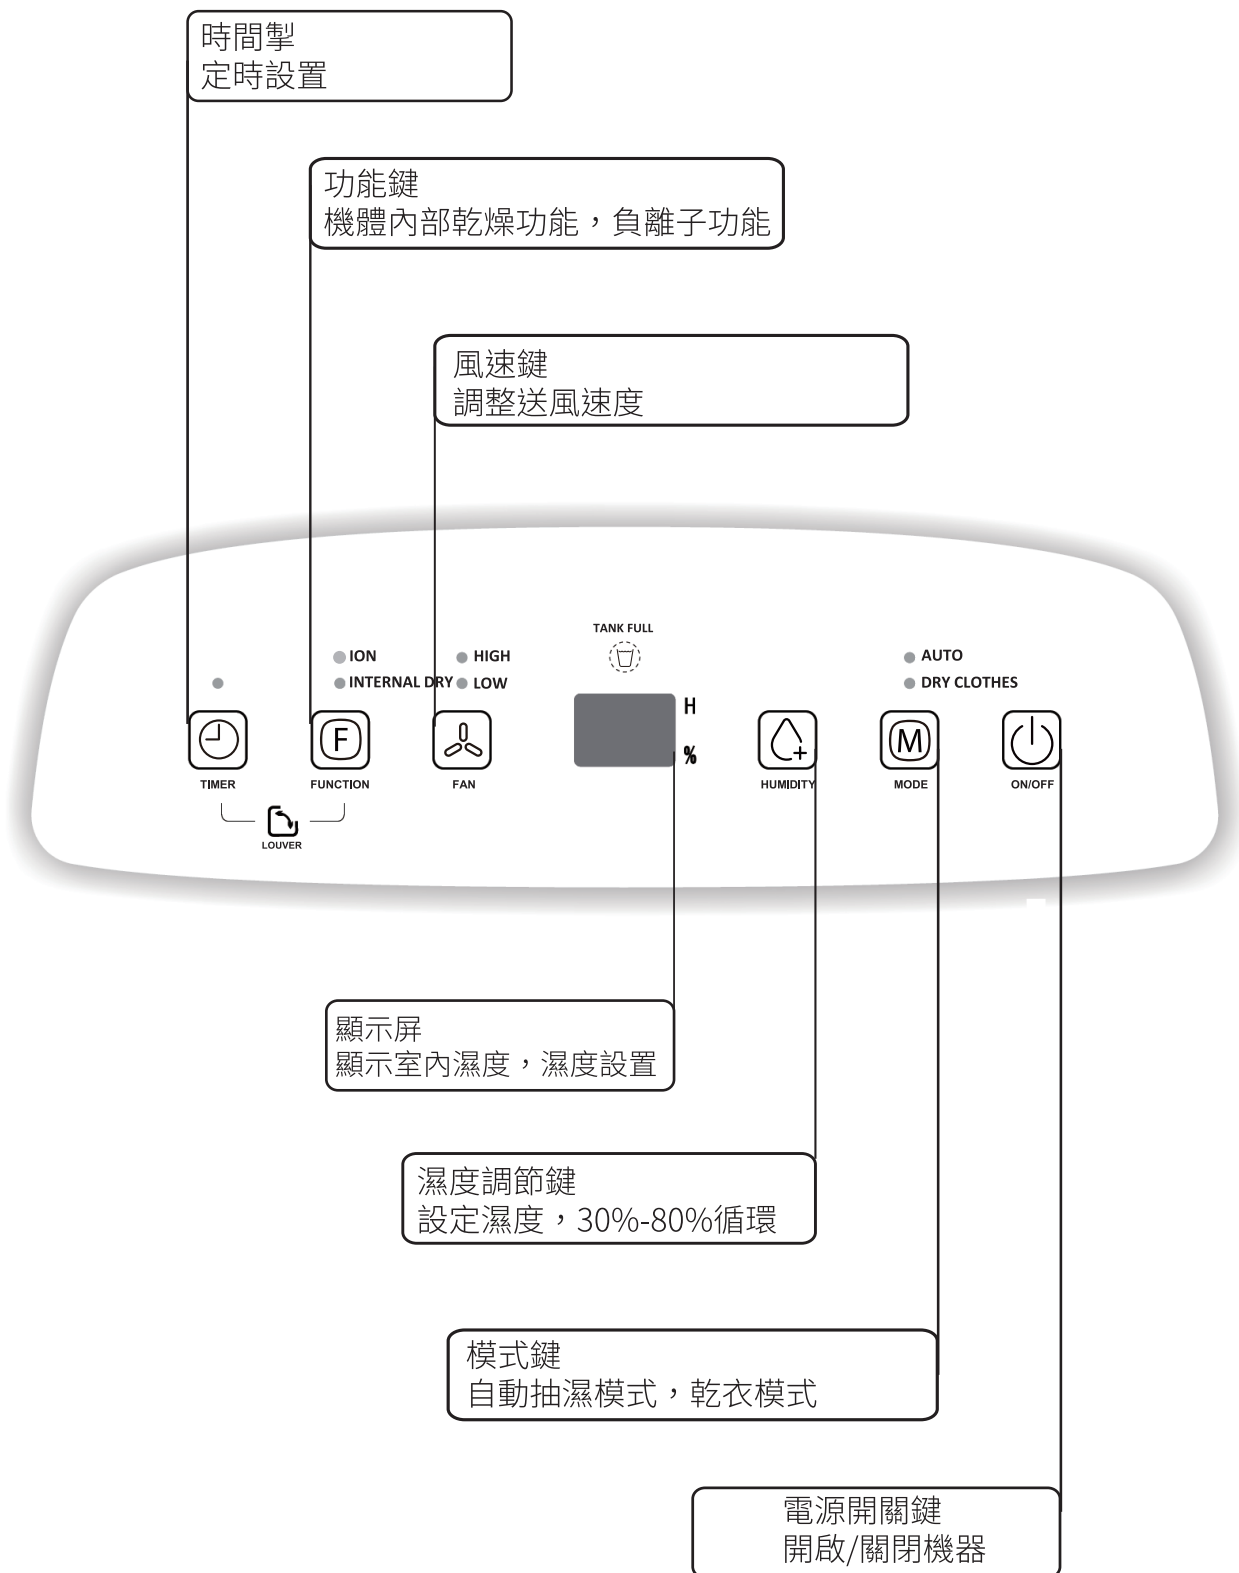 時間掣
定時設置
功能鍵
機體內部乾燥功能，負離子功能
風速鍵
調整送風速度
TANK FULL
ION
HIGH
AUTO
INTERNAL DRY
LOW
DRY CLOTHES
H
%
F
M
TIMER
FUNCTION
FAN
HUMIDITY
MODE
ON/OFF
LOUVER
顯示屏
顯示室內濕度，濕度設置
濕度調節鍵
設定濕度，30%-80%循環
模式鍵
自動抽濕模式，乾衣模式
電源開關鍵
開啟/關閉機器